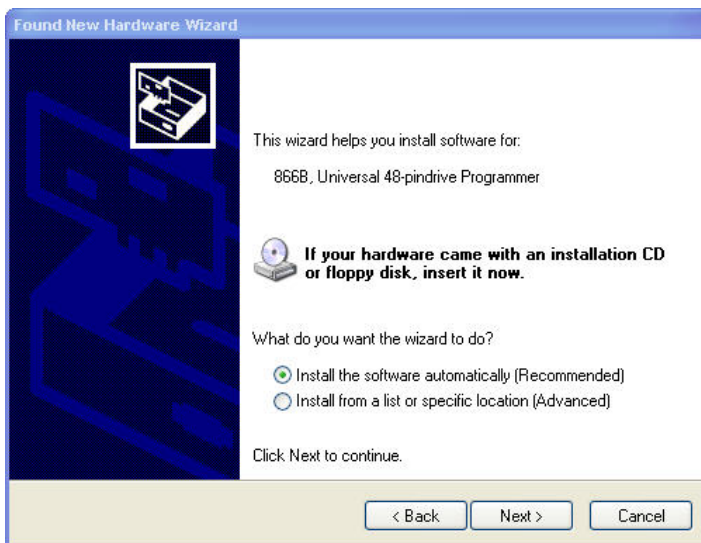 Found New Hardware Wizard
This wizard helps you install software for:
866B, Universal 48-pindrive Programmer
If your hardware came with an installation CD
or floppy disk, insert it now.
What do you want the wizard to do?
Install the software automatically (Recommended)
Install from a list or specific location (Advanced)
Click Next to continue.
< Back Next > Cancel